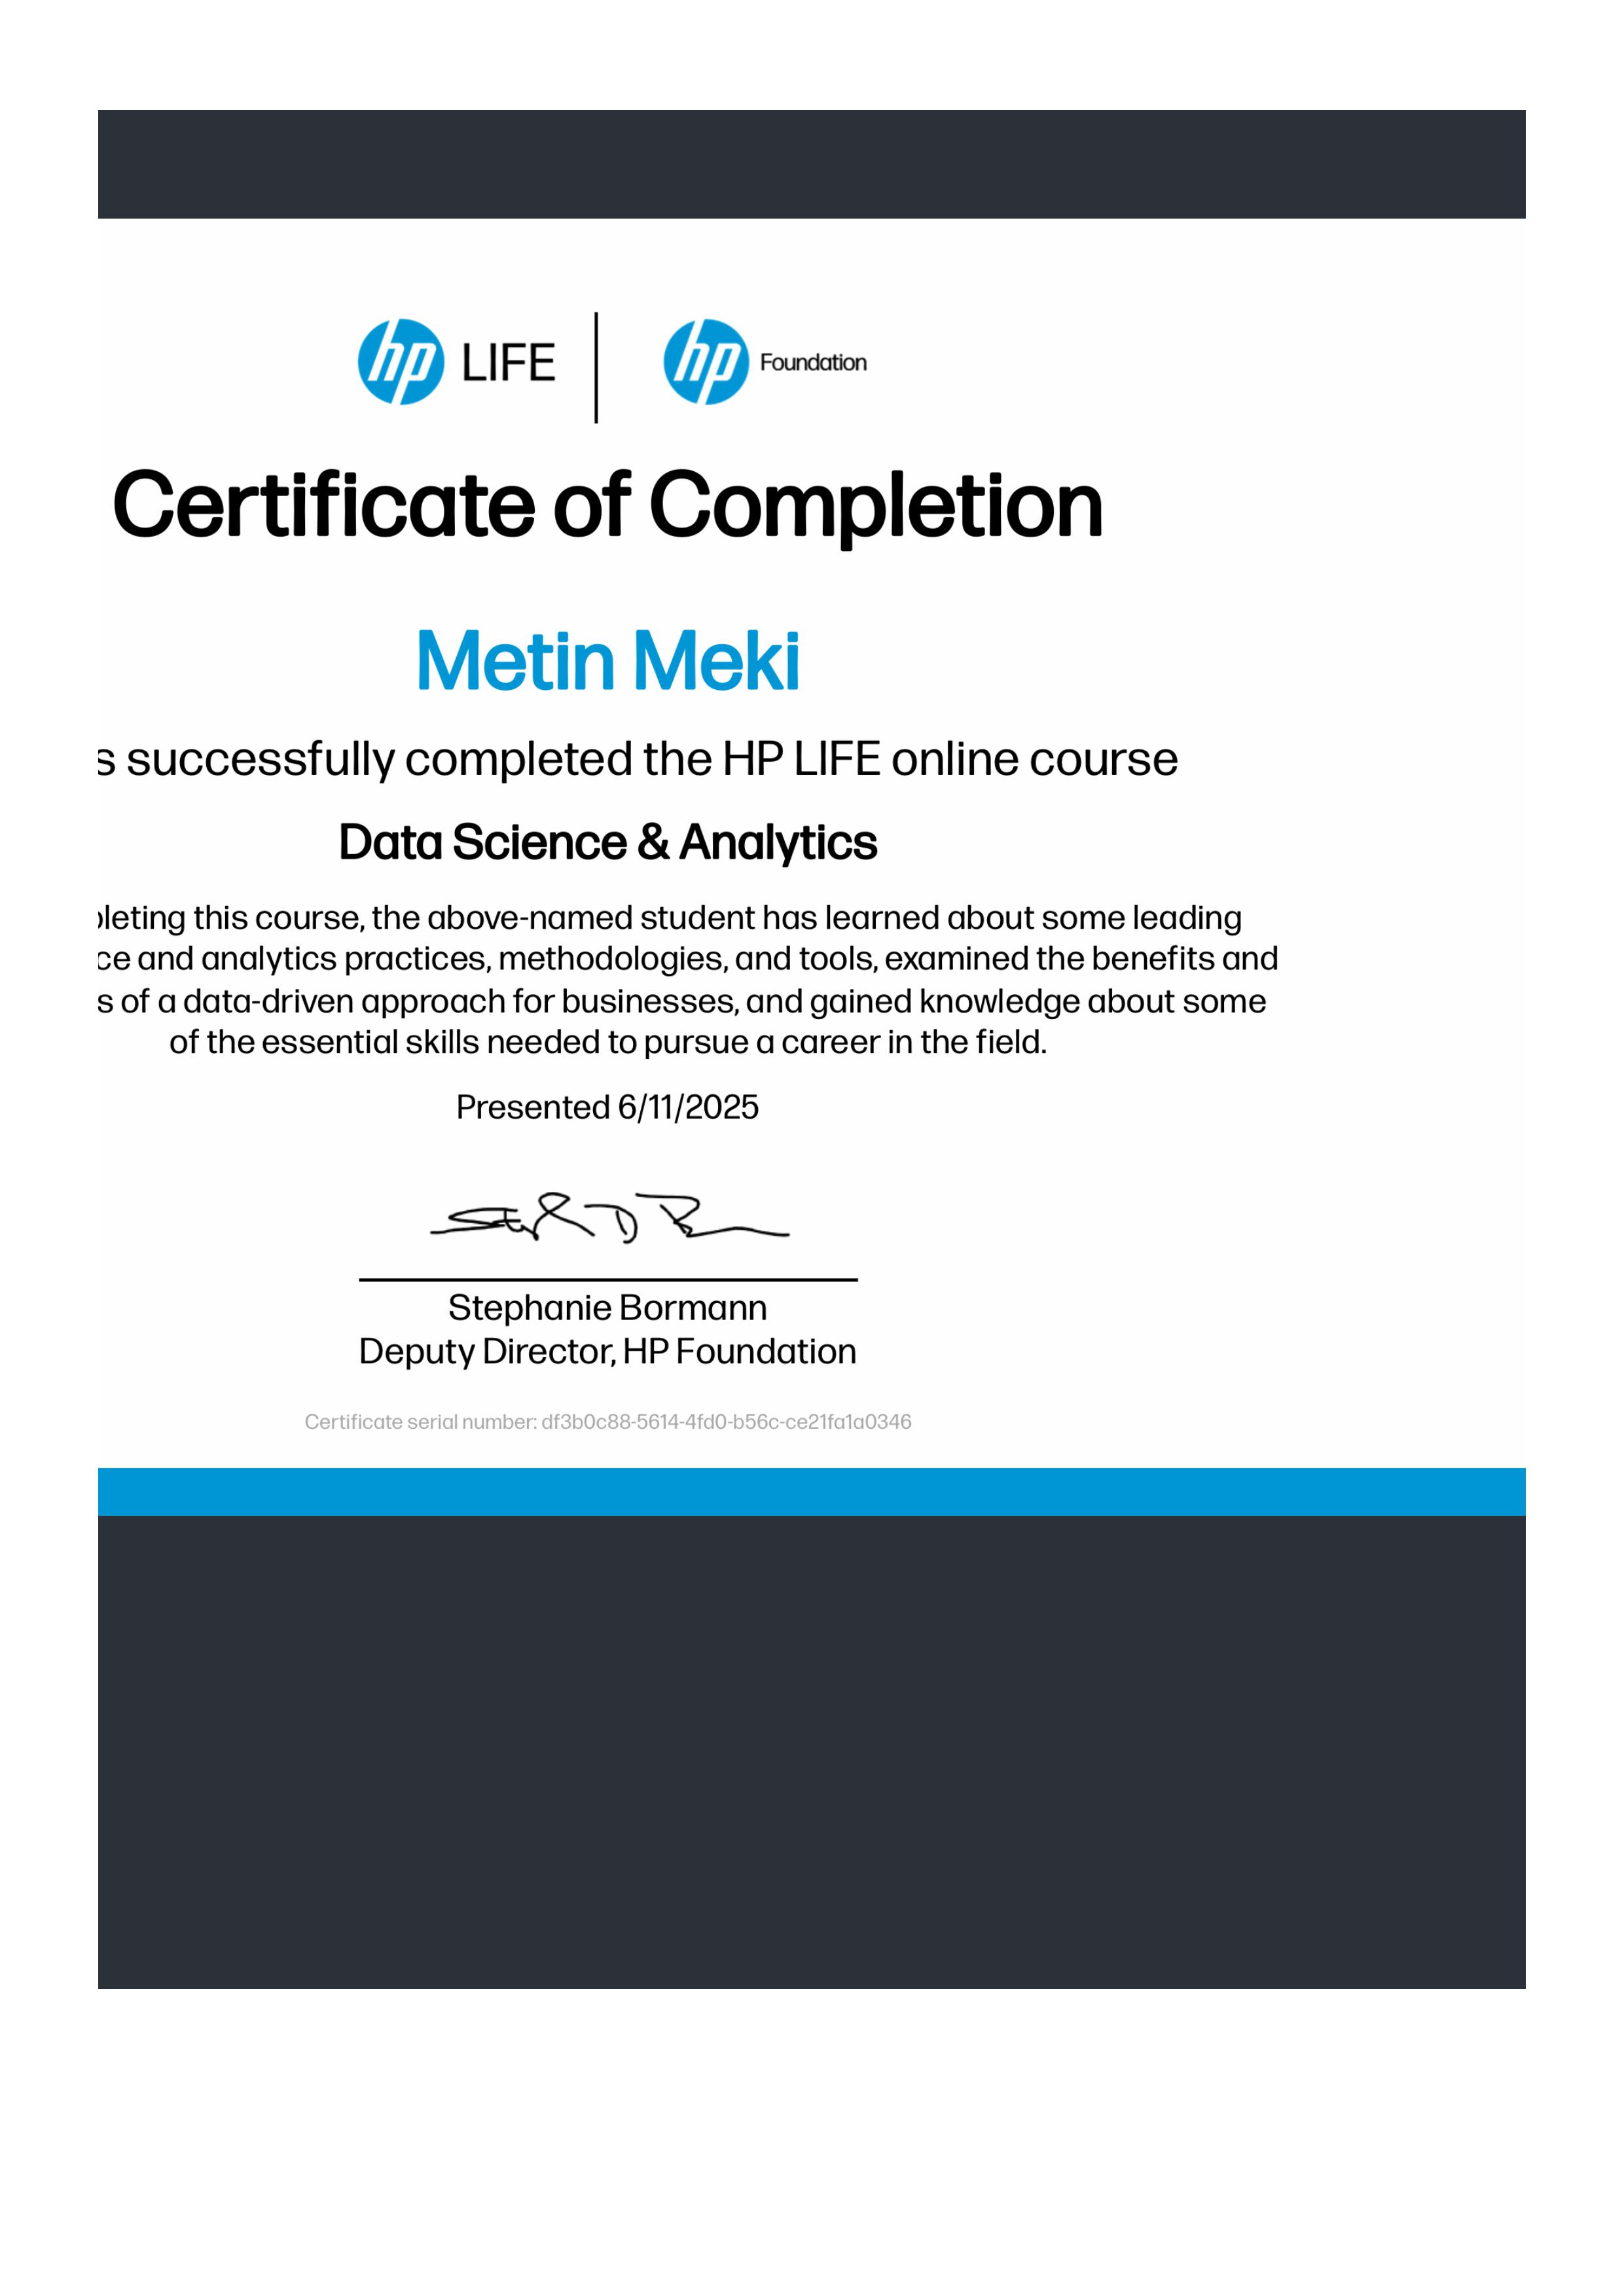 hp LIFE hp Foundation
Certificate of Completion
Metin Meki
s successfully completed the HP LIFE online course
Data Science & Analytics
leting this course, the above-named student has learned about some leading
ce and analytics practices, methodologies, and tools, examined the benefits and
s of a data-driven approach for businesses, and gained knowledge about some
of the essential skills needed to pursue a career in the field.
Presented 6/11/2025
Stephanie Bormann
Deputy Director, HP Foundation
Certificate serial number: df3b0c88-5614-4fd0-b56c-ce21fa1a0346